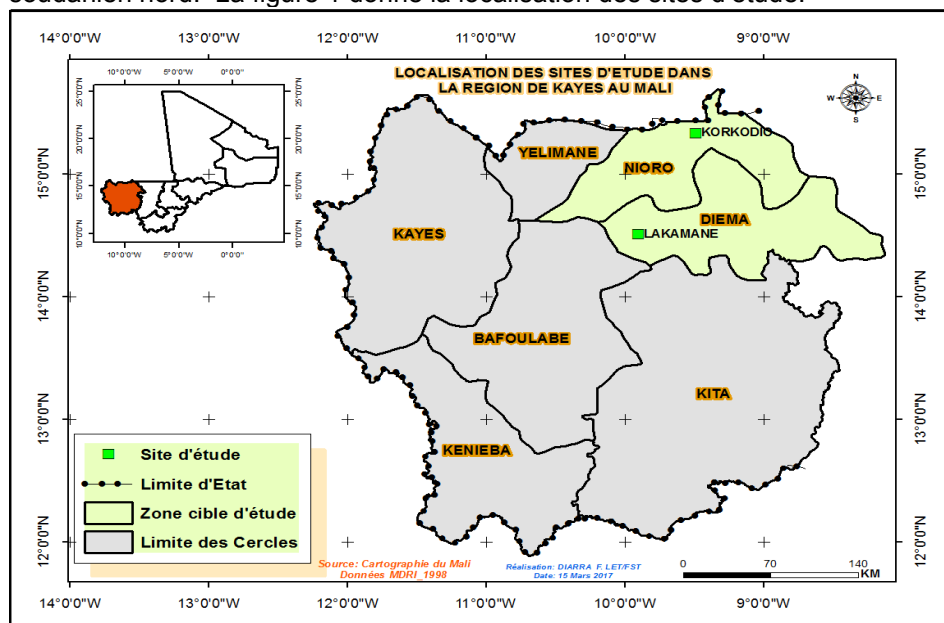 soudanien nord. La figure 1 donne la localisation des sites d'étude.
14°0'0"W 13°0'0"W 12°0'0"W 11°0'0"W 10°0'0"W 9°0'0"W
LOCALISATION DES SITES D'ETUDE DANS
LA REGION DE KAYES AU MALI
10°0'0"W 5°0'0"W 0°0'0"
25°0'0"N 25°0'0"N
20°0'0"N 20°0'0"N
15°0'0"N 15°0'0"N
10°0'0"N 10°0'0"N
10°0'0"W 5°0'0"W 0°0'0"
N
W E
S
KORKODIO
YELIMANE
NIORO
15°0'0"N 15°0'0"N
DIEMA
KAYES
LAKAMANE
14°0'0"N 14°0'0"N
BAFOULABE
KITA
13°0'0"N 13°0'0"N
KENIEBA
Site d'étude
Limite d'Etat
Zone cible d'étude
Limite des Cercles
12°0'0"N 12°0'0"N
Source: Cartographie du Mali
Données MDRI_1998
Réalisation: DIARRA F. LET/FST
Date: 15 Mars 2017
0 70 140
KM
14°0'0"W 13°0'0"W 12°0'0"W 11°0'0"W 10°0'0"W 9°0'0"W